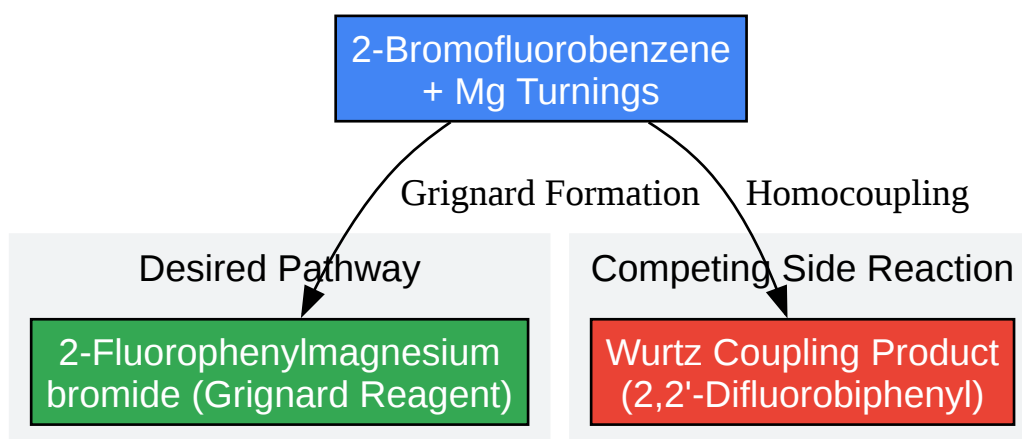 2-Bromofluorobenzene
+ Mg Turnings
Grignard Formation
Homocoupling
Desired Pathway
Competing Side Reaction
2-Fluorophenylmagnesium
bromide (Grignard Reagent)
Wurtz Coupling Product
(2,2'-Difluorobiphenyl)